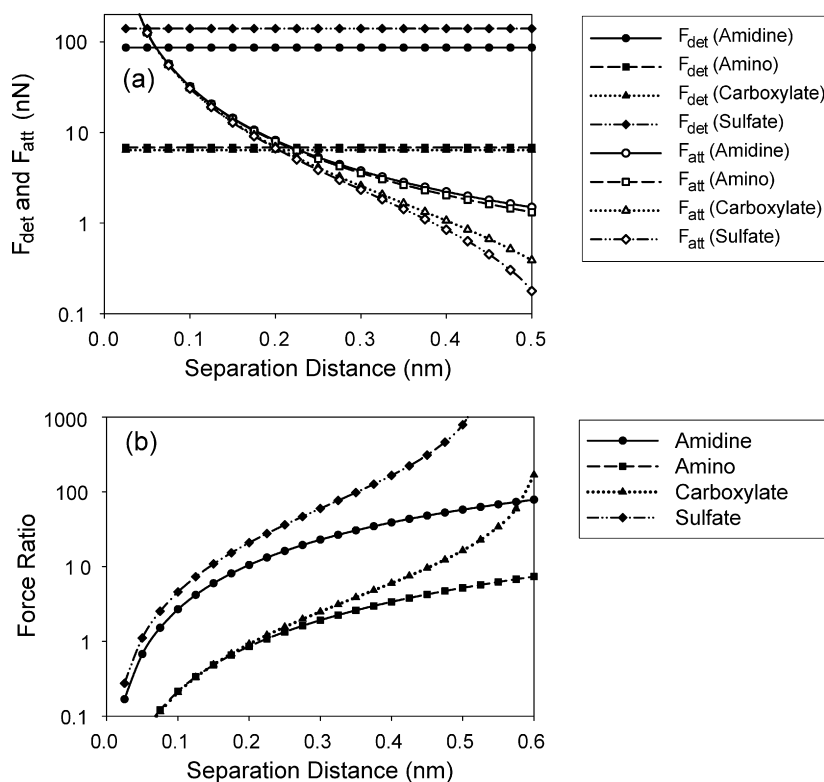 (a)
F_det and F_att (nN)
100
10
1
0.1
0.0 0.1 0.2 0.3 0.4 0.5
Separation Distance (nm)
F_det (Amidine)
F_det (Amino)
F_det (Carboxylate)
F_det (Sulfate)
F_att (Amidine)
F_att (Amino)
F_att (Carboxylate)
F_att (Sulfate)
(b)
Force Ratio
1000
100
10
1
0.1
0.0 0.1 0.2 0.3 0.4 0.5 0.6
Separation Distance (nm)
Amidine
Amino
Carboxylate
Sulfate